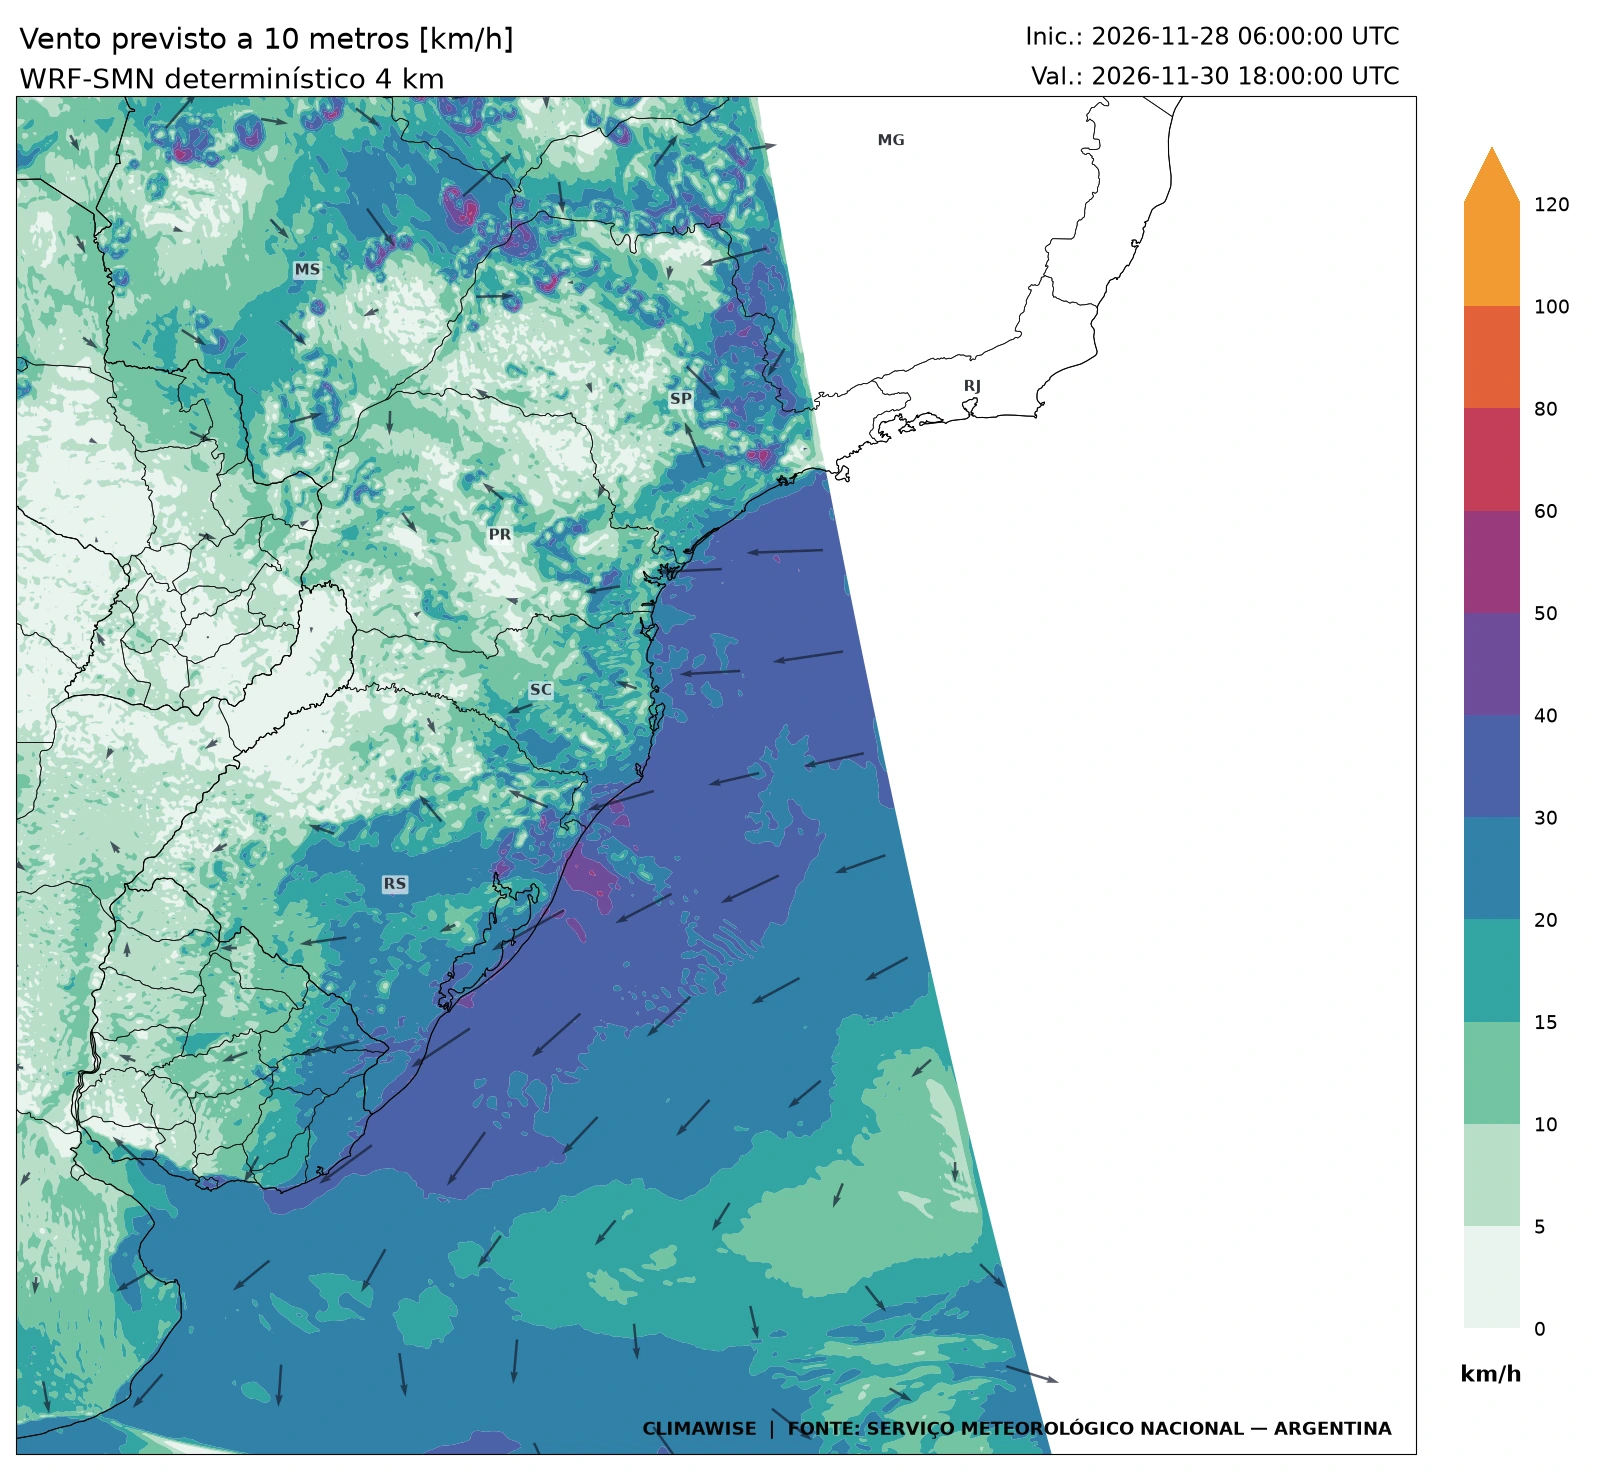 Vento previsto a 10 metros [km/h]
WRF-SMN determinístico 4 km
Inic.: 2026-11-28 06:00:00 UTC
Val.: 2026-11-30 18:00:00 UTC
MG
MS
RJ
SP
PR
SC
RS
120
100
80
60
50
40
30
20
15
10
5
0
km/h
CLIMAWISE | FONTE: SERVIÇO METEOROLÓGICO NACIONAL — ARGENTINA